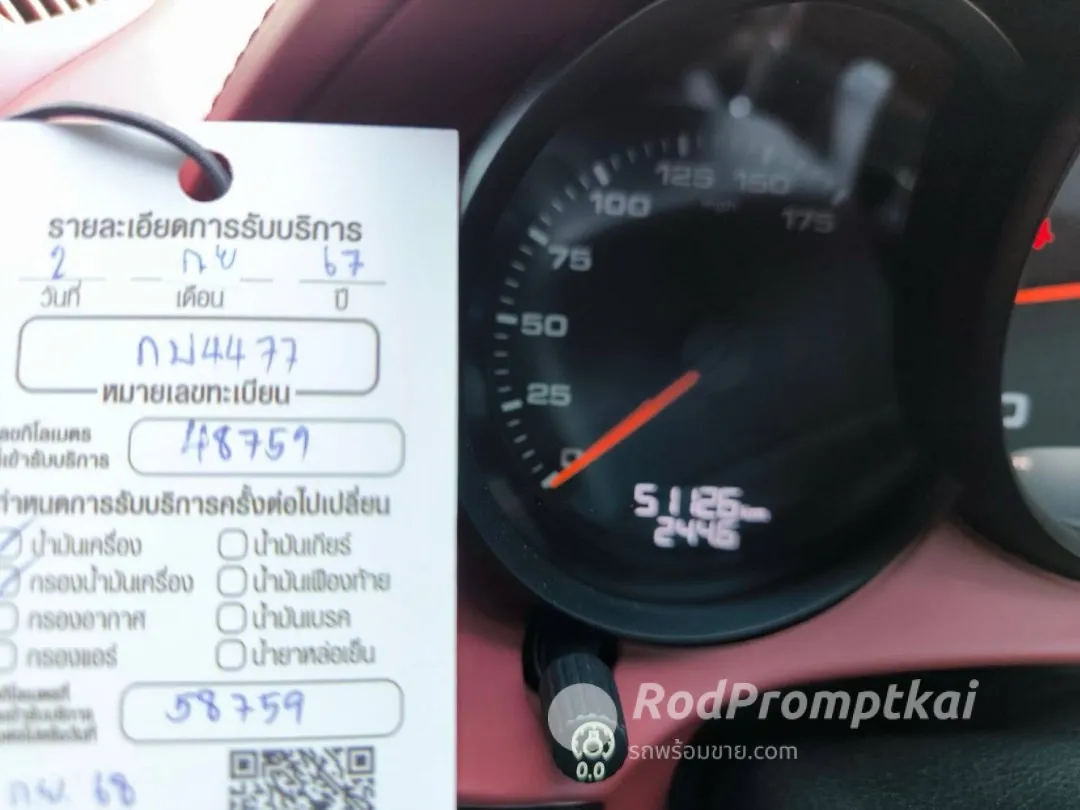 รายละเอียดการรับบริการ
2 กย 67
วันที่ เดือน ปี
กบ4477
หมายเลขทะเบียน
48759
กำหนดการรับบริการครั้งต่อไปเปลี่ยน
น้ำมันเครื่อง น้ำมันเกียร์
กรองน้ำมันเครื่อง น้ำมันเฟืองท้าย
กรองอากาศ น้ำมันเบรค
กรองแอร์ น้ำยาหล่อเย็น
58759
กย. 68
0
25
50
75
100
125
150
175
mph
51126 km
2446
RodPromptkai
รถพร้อมขาย.com
0.0